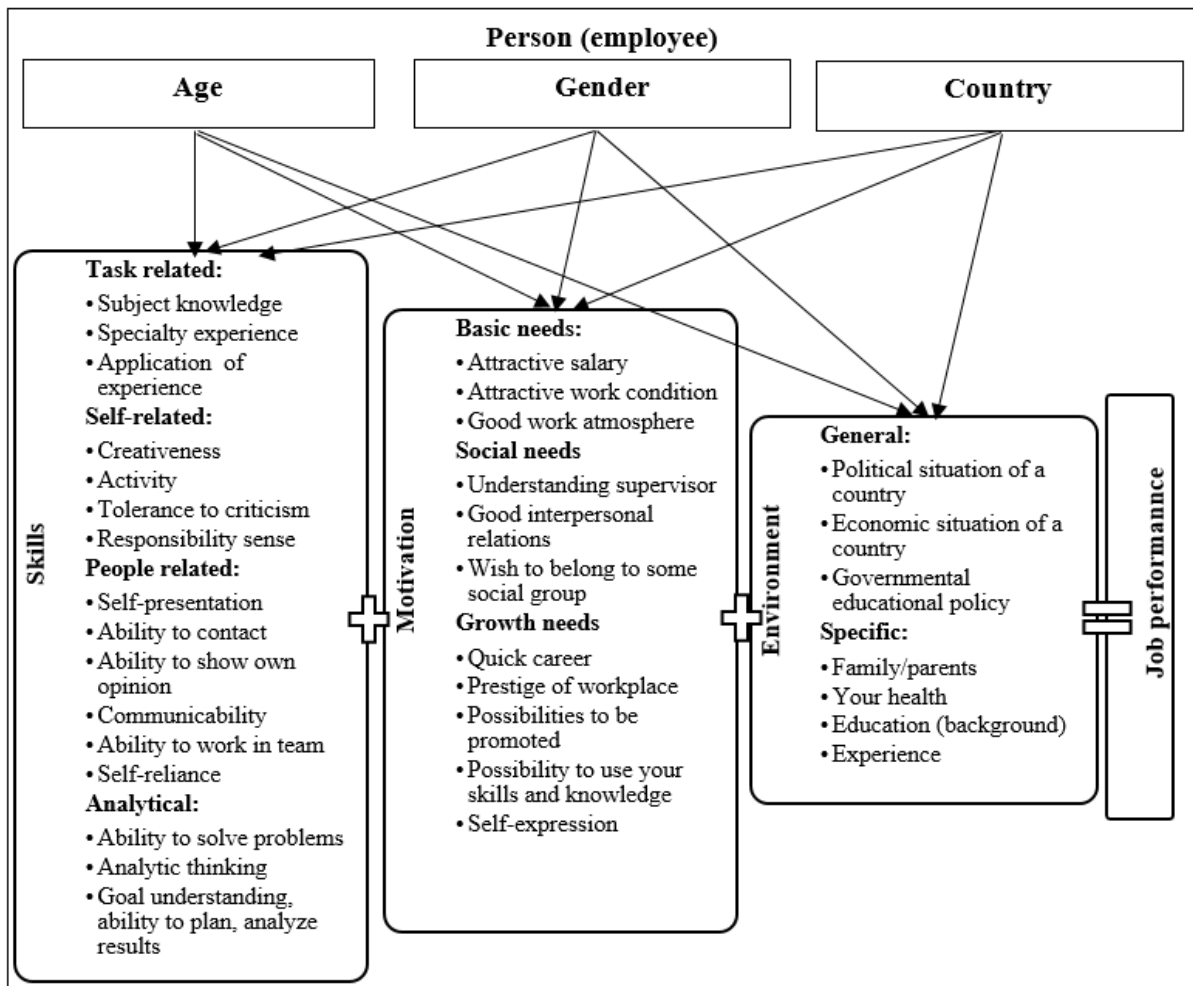 Person (employee)
Age
Gender
Country
Skills
Task related:
• Subject knowledge
• Specialty experience
• Application of
experience
Self-related:
• Creativeness
• Activity
• Tolerance to criticism
• Responsibility sense
People related:
• Self-presentation
• Ability to contact
• Ability to show own
opinion
• Communicability
• Ability to work in team
• Self-reliance
Analytical:
• Ability to solve problems
• Analytic thinking
• Goal understanding,
ability to plan, analyze
results
Motivation
Basic needs:
• Attractive salary
• Attractive work condition
• Good work atmosphere
Social needs
• Understanding supervisor
• Good interpersonal
relations
• Wish to belong to some
social group
Growth needs
• Quick career
• Prestige of workplace
• Possibilities to be
promoted
• Possibility to use your
skills and knowledge
• Self-expression
Environment
General:
• Political situation of a
country
• Economic situation of a
country
• Governmental
educational policy
Specific:
• Family/parents
• Your health
• Education (background)
• Experience
Job performannce